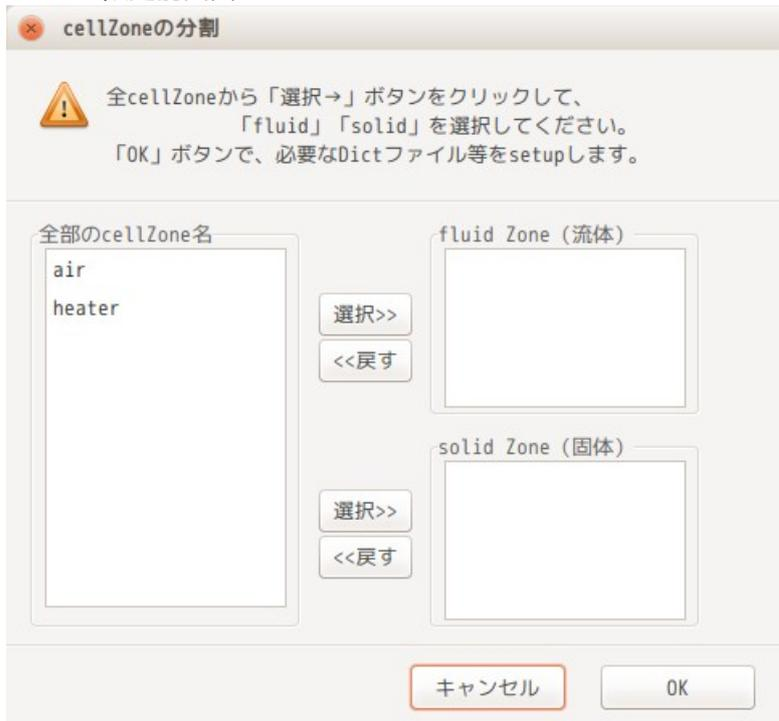 cellZoneの分割
全cellZoneから「選択→」ボタンをクリックして、
「fluid」「solid」を選択してください。
「OK」ボタンで、必要なDictファイル等をsetupします。
全部のcellZone名
air
heater
選択>>
<<戻す
fluid Zone (流体)
solid Zone (固体)
選択>>
<<戻す
キャンセル
OK